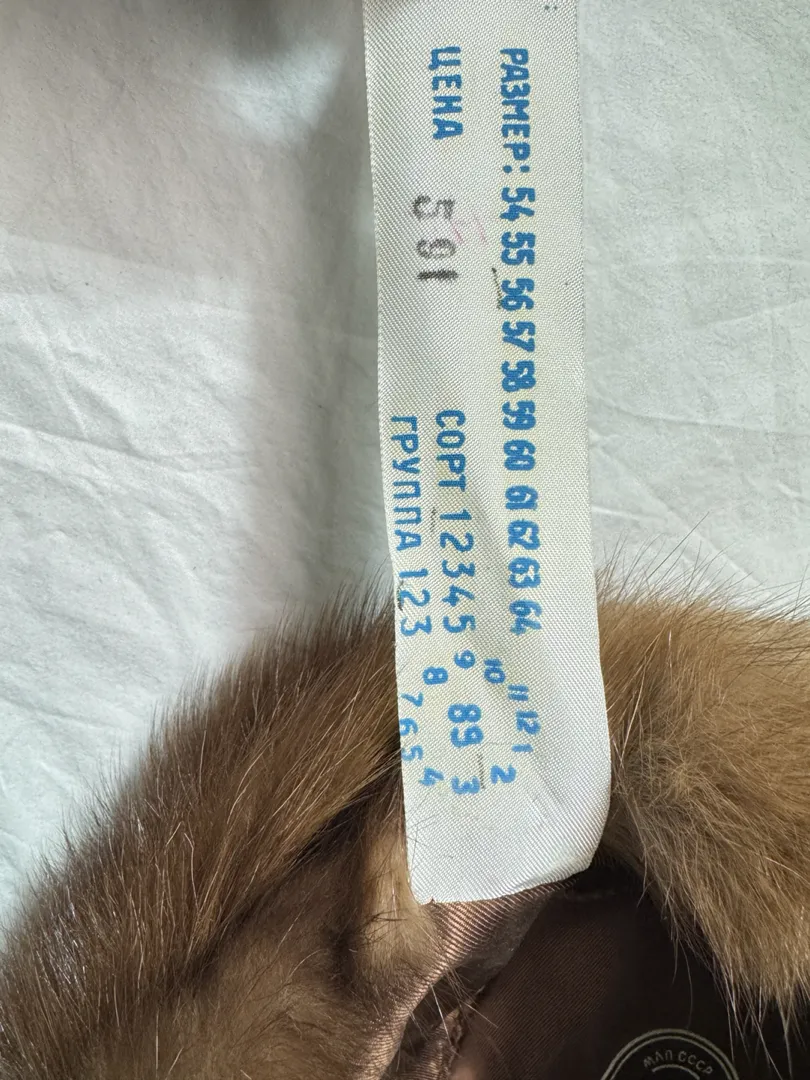 РАЗМЕР: 54 55 56 57 58 59 60 61 62 63 64
ЦЕНА 591
СОРТ 1 2 3 4 5
ГРУППА 1 2 3
89
1 2 3 4 5 6 7 8 9 10 11 12
СССР